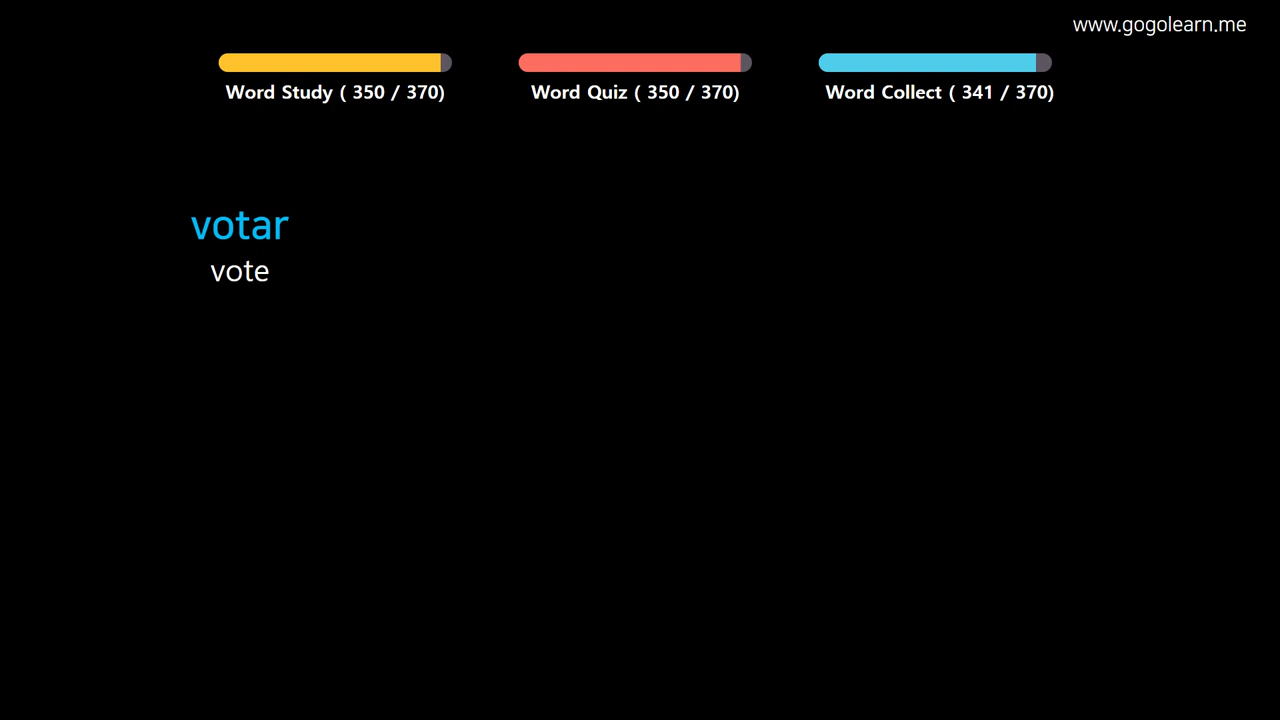 www.gogolearn.me
Word Study ( 350 / 370)
Word Quiz ( 350 / 370)
Word Collect ( 341 / 370)
votar
vote